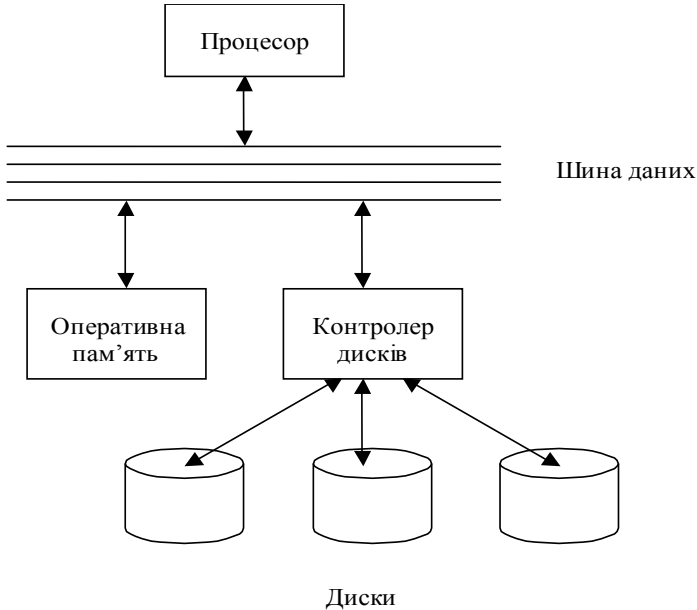 Процесор
Шина даних
Оперативна
пам’ять
Контролер
дисків
Диски